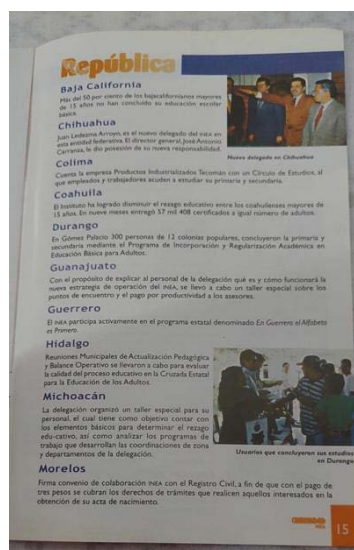 República
Baja California
Más del 50 por ciento de los bajacalifornianos mayores
de 15 años no han concluido su educación escolar
básica.
Chihuahua
Juan Ledezma Arroyo, es el nuevo delegado del INEA en
esta entidad federativa. El director general, José Antonio
Carranza, le dio posesión de su nueva responsabilidad.
Nuevo delegado en Chihuahua
Colima
Cuenta la empresa Productos Industrializados Tecomán con un Círculo de Estudios, al
que empleados y trabajadores acuden a estudiar su primaria y secundaria.
Coahuila
El Instituto ha logrado disminuir el rezago educativo entre los coahuilenses mayores de
15 años. En nueve meses entregó 57 mil 408 certificados a igual número de adultos.
Durango
En Gómez Palacio 300 personas de 12 colonias populares, concluyeron la primaria y
secundaria mediante el Programa de Incorporación y Regularización Académica en
Educación Básica para Adultos.
Guanajuato
Con el propósito de explicar al personal de la delegación qué es y cómo funcionará la
nueva estrategia de operación del INEA, se llevó a cabo un taller especial sobre los
puntos de encuentro y el pago por productividad a los asesores.
Guerrero
El INEA participa activamente en el programa estatal denominado En Guerrero el Alfabeto
es Primero.
Hidalgo
Reuniones Municipales de Actualización Pedagógica
y Balance Operativo se llevaron a cabo para evaluar
la calidad del proceso educativo en la Cruzada Estatal
para la Educación de los Adultos.
Michoacán
La delegación organizó un taller especial para su
personal, el cual tiene como objetivo contar con
los elementos básicos para determinar el rezago
edu-cativo, así como analizar los programas de
trabajo que desarrollan las coordinaciones de zona
y departamentos de la delegación.
Usuarios que concluyeron sus estudios
en Durango
Morelos
Firma convenio de colaboración INEA con el Registro Civil, a fin de que con el pago de
tres pesos se cubran los derechos de trámites que realicen aquellos interesados en la
obtención de su acta de nacimiento.
15